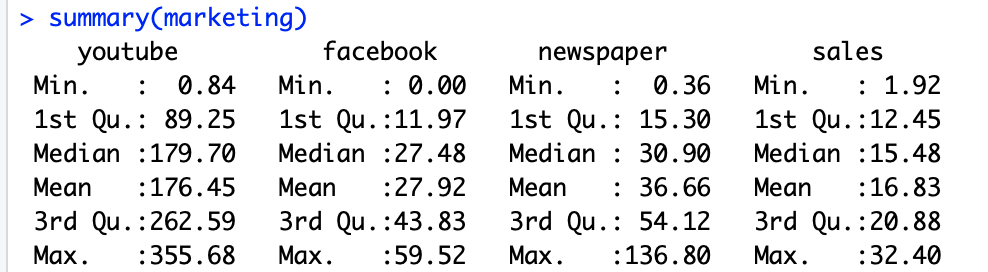 > summary(marketing)
    youtube          facebook       newspaper          sales
 Min.   :  0.84   Min.   : 0.00   Min.   :  0.36   Min.   : 1.92
 1st Qu.: 89.25   1st Qu.:11.97   1st Qu.: 15.30   1st Qu.:12.45
 Median :179.70   Median :27.48   Median : 30.90   Median :15.48
 Mean   :176.45   Mean   :27.92   Mean   : 36.66   Mean   :16.83
 3rd Qu.:262.59   3rd Qu.:43.83   3rd Qu.: 54.12   3rd Qu.:20.88
 Max.   :355.68   Max.   :59.52   Max.   :136.80   Max.   :32.40